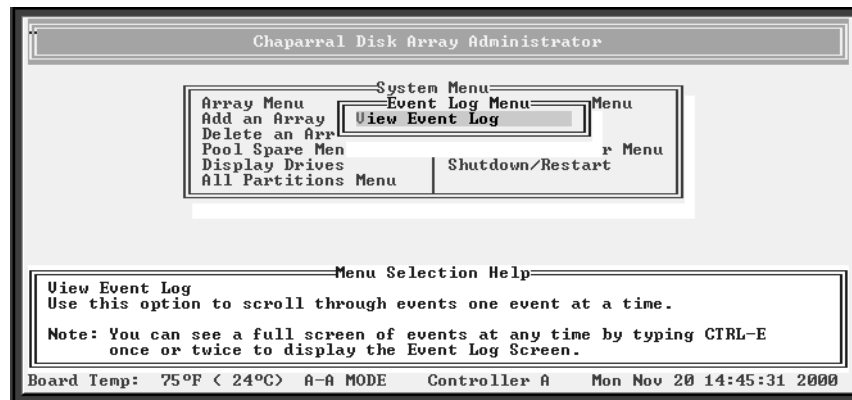 Chaparral Disk Array Administrator
System Menu
Array Menu Event Log Menu Menu
Add an Array View Event Log
Delete an Arr
Pool Spare Men r Menu
Display Drives Shutdown/Restart
All Partitions Menu
Menu Selection Help
View Event Log
Use this option to scroll through events one event at a time.
Note: You can see a full screen of events at any time by typing CTRL-E
once or twice to display the Event Log Screen.
Board Temp: 75ºF ( 24ºC) A-A MODE Controller A Mon Nov 20 14:45:31 2000